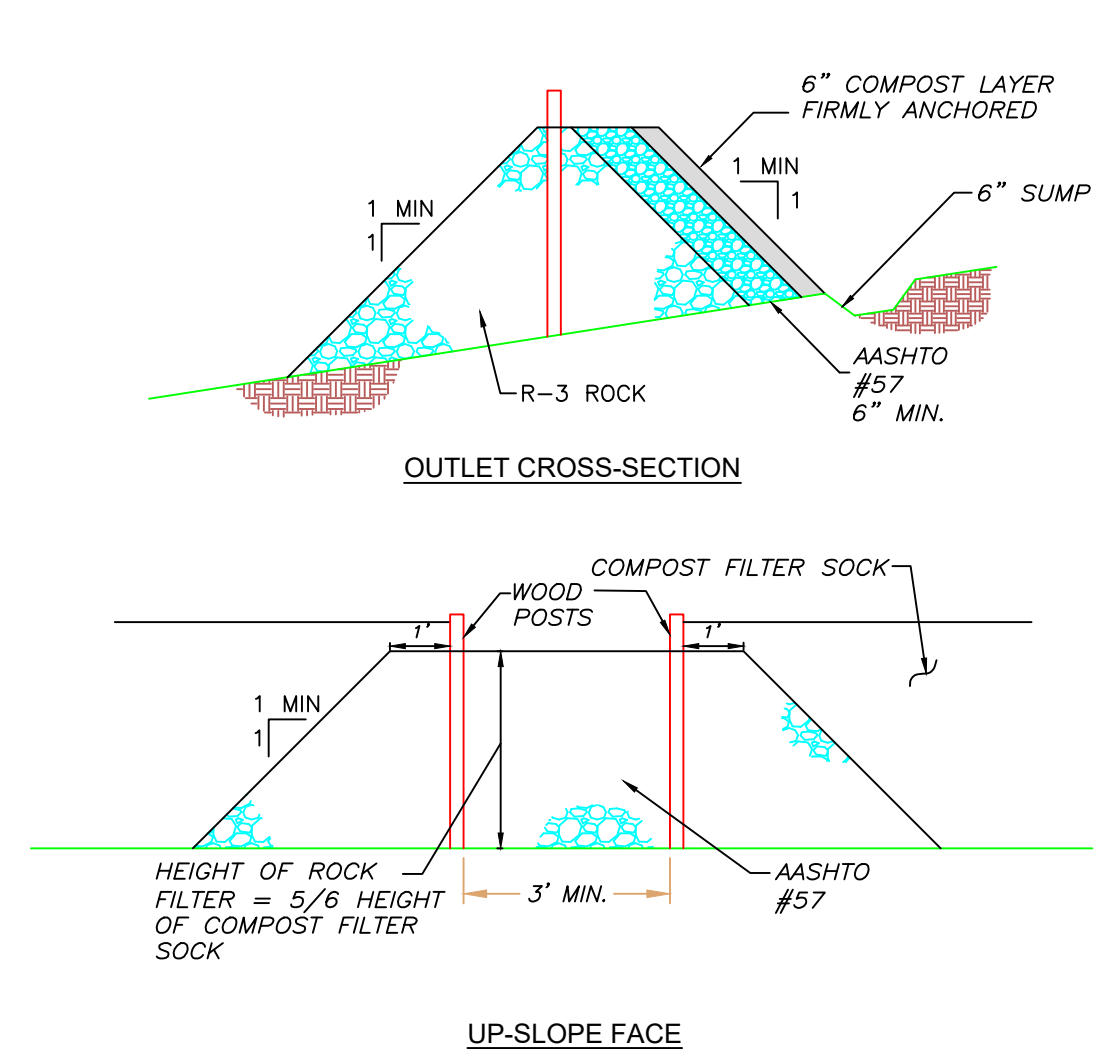 6” COMPOST LAYER
FIRMLY ANCHORED
1 MIN
1
6” SUMP
1 MIN
1
AASHTO
#57
6” MIN.
R-3 ROCK
OUTLET CROSS-SECTION
COMPOST FILTER SOCK
WOOD
POSTS
1’
1’
1 MIN
1
HEIGHT OF ROCK
FILTER = 5/6 HEIGHT
OF COMPOST FILTER
SOCK
3’ MIN.
AASHTO
#57
UP-SLOPE FACE